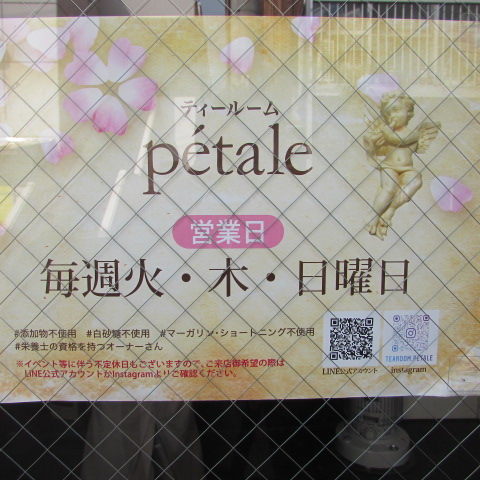 ティールーム
pétale
営業日
毎週火・木・日曜日
#添加物不使用 #白砂糖不使用 #マーガリン・ショートニング不使用
#栄養士の資格を持つオーナーさん
※イベント等に伴う不定休日もございますので、ご来店御希望の際は
LINE公式アカウントかInstagramよりご確認ください。
TEAROOM.PETALE
LINE公式アカウント instagram